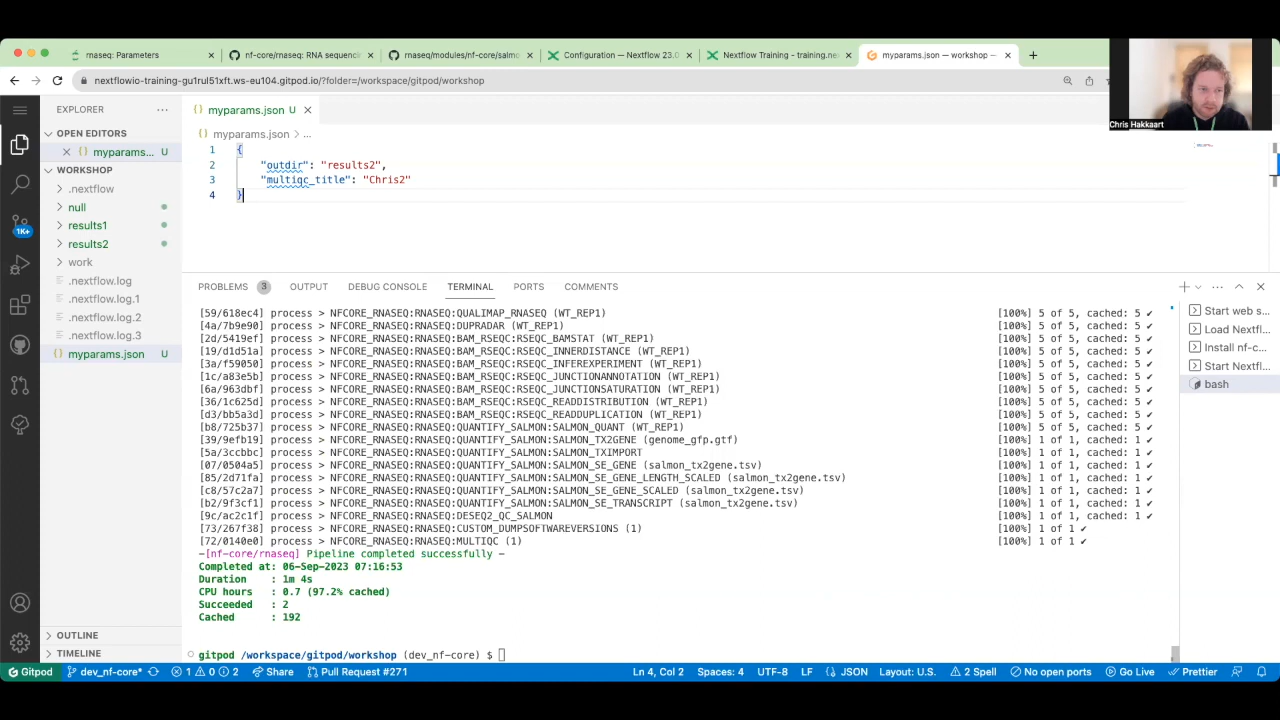 rnaseq: Parameters
nf-core/rnaseq: RNA sequencin
rnaseq/modules/nf-core/salmo
Configuration — Nextflow 23.0
Nextflow Training - training.ne
myparams.json — workshop —
nextflowio-training-gu1rul51xft.ws-eu104.gitpod.io/?folder=/workspace/gitpod/workshop
Chris Hakkaart
EXPLORER
OPEN EDITORS
myparams... U
WORKSHOP
.nextflow
null
results1
results2
work
.nextflow.log
.nextflow.log.1
.nextflow.log.2
.nextflow.log.3
myparams.json U
OUTLINE
TIMELINE
1K+
myparams.json U
myparams.json > ...
1 {
2 "outdir": "results2",
3 "multiqc_title": "Chris2"
4 }
PROBLEMS 3 OUTPUT DEBUG CONSOLE TERMINAL PORTS COMMENTS
[59/618ec4] process > NFCORE_RNASEQ:RNASEQ:QUALIMAP_RNASEQ (WT_REP1) [100%] 5 of 5, cached: 5 ✔
[4a/7b9e90] process > NFCORE_RNASEQ:RNASEQ:DUPRADAR (WT_REP1) [100%] 5 of 5, cached: 5 ✔
[2d/5419ef] process > NFCORE_RNASEQ:RNASEQ:BAM_RSEQC:RSEQC_BAMSTAT (WT_REP1) [100%] 5 of 5, cached: 5 ✔
[19/d1d51a] process > NFCORE_RNASEQ:RNASEQ:BAM_RSEQC:RSEQC_INNERDISTANCE (WT_REP1) [100%] 5 of 5, cached: 5 ✔
[3a/f59050] process > NFCORE_RNASEQ:RNASEQ:BAM_RSEQC:RSEQC_INFEREXPERIMENT (WT_REP1) [100%] 5 of 5, cached: 5 ✔
[1c/a83e5b] process > NFCORE_RNASEQ:RNASEQ:BAM_RSEQC:RSEQC_JUNCTIONANNOTATION (WT_REP1) [100%] 5 of 5, cached: 5 ✔
[6a/963dbf] process > NFCORE_RNASEQ:RNASEQ:BAM_RSEQC:RSEQC_JUNCTIONSATURATION (WT_REP1) [100%] 5 of 5, cached: 5 ✔
[36/1c625d] process > NFCORE_RNASEQ:RNASEQ:BAM_RSEQC:RSEQC_READDISTRIBUTION (WT_REP1) [100%] 5 of 5, cached: 5 ✔
[d3/bb5a3d] process > NFCORE_RNASEQ:RNASEQ:BAM_RSEQC:RSEQC_READDUPLICATION (WT_REP1) [100%] 5 of 5, cached: 5 ✔
[b8/725b37] process > NFCORE_RNASEQ:RNASEQ:QUANTIFY_SALMON:SALMON_QUANT (WT_REP1) [100%] 5 of 5, cached: 5 ✔
[39/9efb19] process > NFCORE_RNASEQ:RNASEQ:QUANTIFY_SALMON:SALMON_TX2GENE (genome_gfp.gtf) [100%] 1 of 1, cached: 1 ✔
[5a/3ccbbc] process > NFCORE_RNASEQ:RNASEQ:QUANTIFY_SALMON:SALMON_TXIMPORT [100%] 1 of 1, cached: 1 ✔
[07/0504a5] process > NFCORE_RNASEQ:RNASEQ:QUANTIFY_SALMON:SALMON_SE_GENE (salmon_tx2gene.tsv) [100%] 1 of 1, cached: 1 ✔
[85/2d71fa] process > NFCORE_RNASEQ:RNASEQ:QUANTIFY_SALMON:SALMON_SE_GENE_LENGTH_SCALED (salmon_tx2gene.tsv) [100%] 1 of 1, cached: 1 ✔
[c8/57c2a7] process > NFCORE_RNASEQ:RNASEQ:QUANTIFY_SALMON:SALMON_SE_GENE_SCALED (salmon_tx2gene.tsv) [100%] 1 of 1, cached: 1 ✔
[b2/9f3cf1] process > NFCORE_RNASEQ:RNASEQ:QUANTIFY_SALMON:SALMON_SE_TRANSCRIPT (salmon_tx2gene.tsv) [100%] 1 of 1, cached: 1 ✔
[9c/ac2c1f] process > NFCORE_RNASEQ:RNASEQ:DESEQ2_QC_SALMON [100%] 1 of 1, cached: 1 ✔
[73/267f38] process > NFCORE_RNASEQ:RNASEQ:CUSTOM_DUMPSOFTWAREVERSIONS (1) [100%] 1 of 1 ✔
[72/0140e0] process > NFCORE_RNASEQ:RNASEQ:MULTIQC (1) [100%] 1 of 1 ✔
-[nf-core/rnaseq] Pipeline completed successfully -
Completed at: 06-Sep-2023 07:16:53
Duration : 1m 4s
CPU hours : 0.7 (97.2% cached)
Succeeded : 2
Cached : 192
gitpod /workspace/gitpod/workshop (dev_nf-core) $
Start web s...
Load Nextfl...
Install nf-c...
Start Nextfl...
bash
Gitpod dev_nf-core* 1 0 2 Share Pull Request #271 Ln 4, Col 2 Spaces: 4 UTF-8 LF {} JSON Layout: U.S. 2 Spell No open ports Go Live Prettier